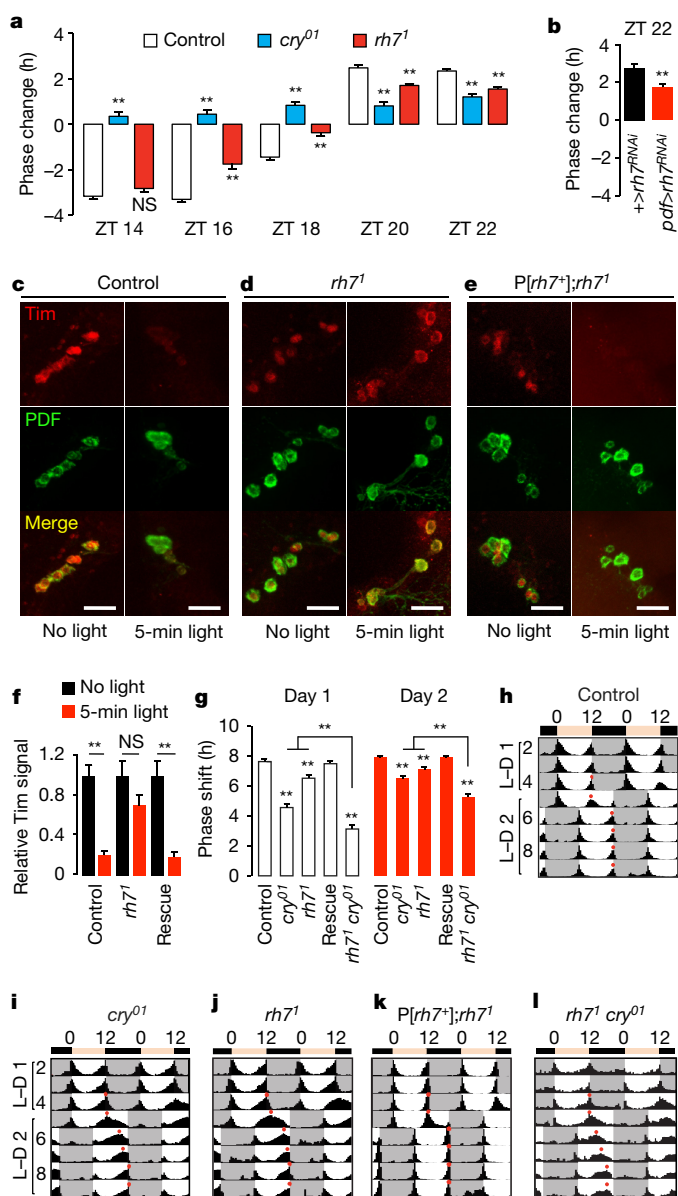 a
Control cry01 rh71
Phase change (h)
4
2
0
−2
−4
** ** ** ** ** ** ** ** **
NS
ZT 14 ZT 16 ZT 18 ZT 20 ZT 22
b
ZT 22
Phase change (h)
4
2
0
−2
−4
**
+>rh7RNAi
pdf>rh7RNAi
c Control d rh71 e P[rh7+];rh71
Tim
PDF
Merge
No light 5-min light No light 5-min light No light 5-min light
f
No light
5-min light
Relative Tim signal
1.2
0.8
0.4
0
** NS **
Control
rh71
Rescue
g
Day 1 Day 2
Phase shift (h)
10
8
6
4
2
0
** **
** ** ** ** ** **
Control
cry01
rh71
Rescue
rh71 cry01
Control
cry01
rh71
Rescue
rh71 cry01
h Control
0 12 0 12
L–D 1
L–D 2
2
4
6
8
i cry01 j rh71 k P[rh7+];rh71 l rh71 cry01
0 12 0 12 0 12 0 12 0 12 0 12 0 12 0 12
L–D 1
L–D 2
2
4
6
8